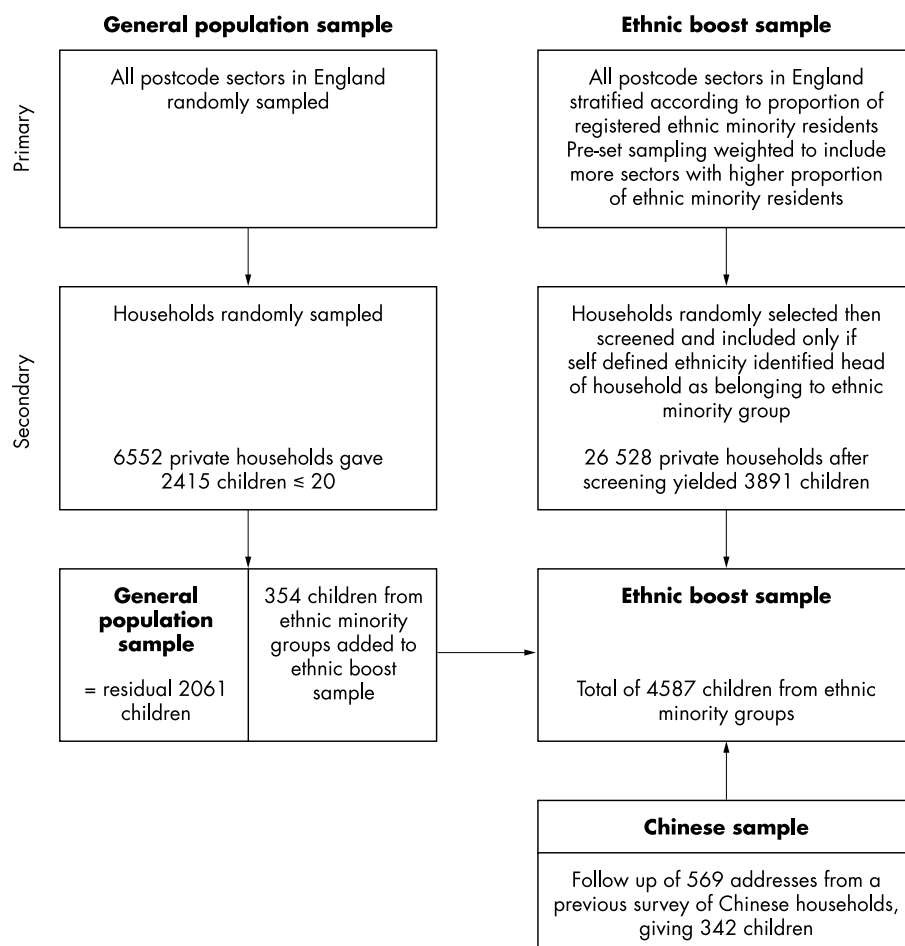 General population sample
Ethnic boost sample
Primary
All postcode sectors in England
randomly sampled
All postcode sectors in England
stratified according to proportion of
registered ethnic minority residents
Pre-set sampling weighted to include
more sectors with higher proportion
of ethnic minority residents
Secondary
Households randomly sampled
6552 private households gave
2415 children ≤ 20
Households randomly selected then
screened and included only if
self defined ethnicity identified head
of household as belonging to ethnic
minority group
26 528 private households after
screening yielded 3891 children
General
population
sample
= residual 2061
children
354 children from
ethnic minority
groups added to
ethnic boost
sample
Ethnic boost sample
Total of 4587 children from ethnic
minority groups
Chinese sample
Follow up of 569 addresses from a
previous survey of Chinese households,
giving 342 children